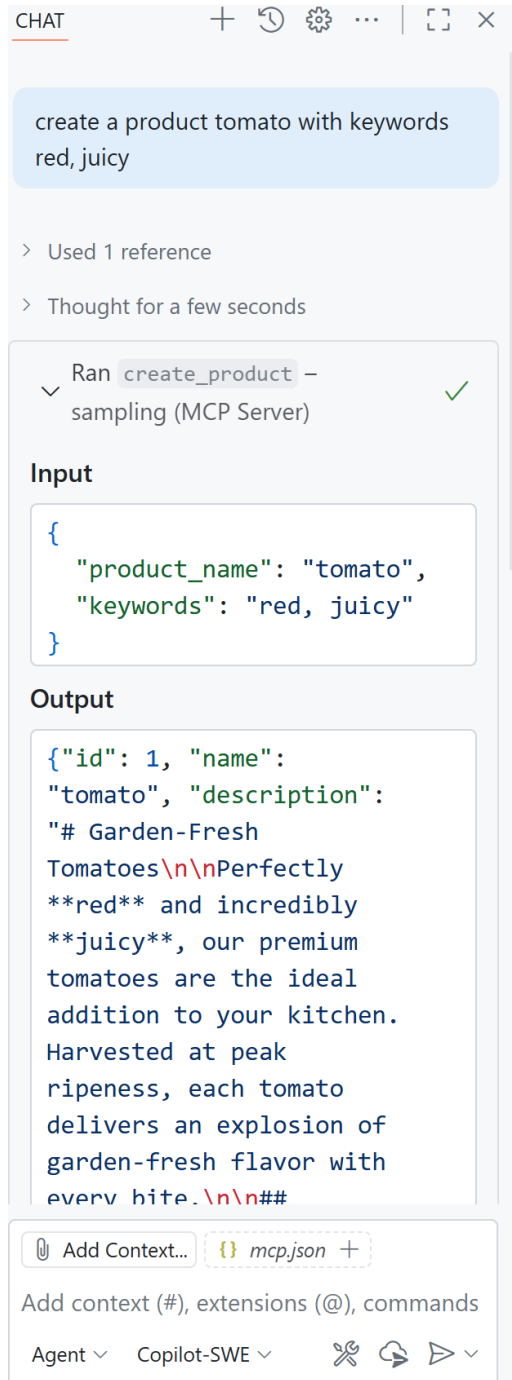 CHAT
create a product tomato with keywords
red, juicy
Used 1 reference
Thought for a few seconds
Ran create_product –
sampling (MCP Server)
Input
{
"product_name": "tomato",
"keywords": "red, juicy"
}
Output
{"id": 1, "name":
"tomato", "description":
"# Garden-Fresh
Tomatoes\n\nPerfectly
**red** and incredibly
**juicy**, our premium
tomatoes are the ideal
addition to your kitchen.
Harvested at peak
ripeness, each tomato
delivers an explosion of
garden-fresh flavor with
every bite.\n\n##
Add Context...
{} mcp.json +
Add context (#), extensions (@), commands
Agent
Copilot-SWE